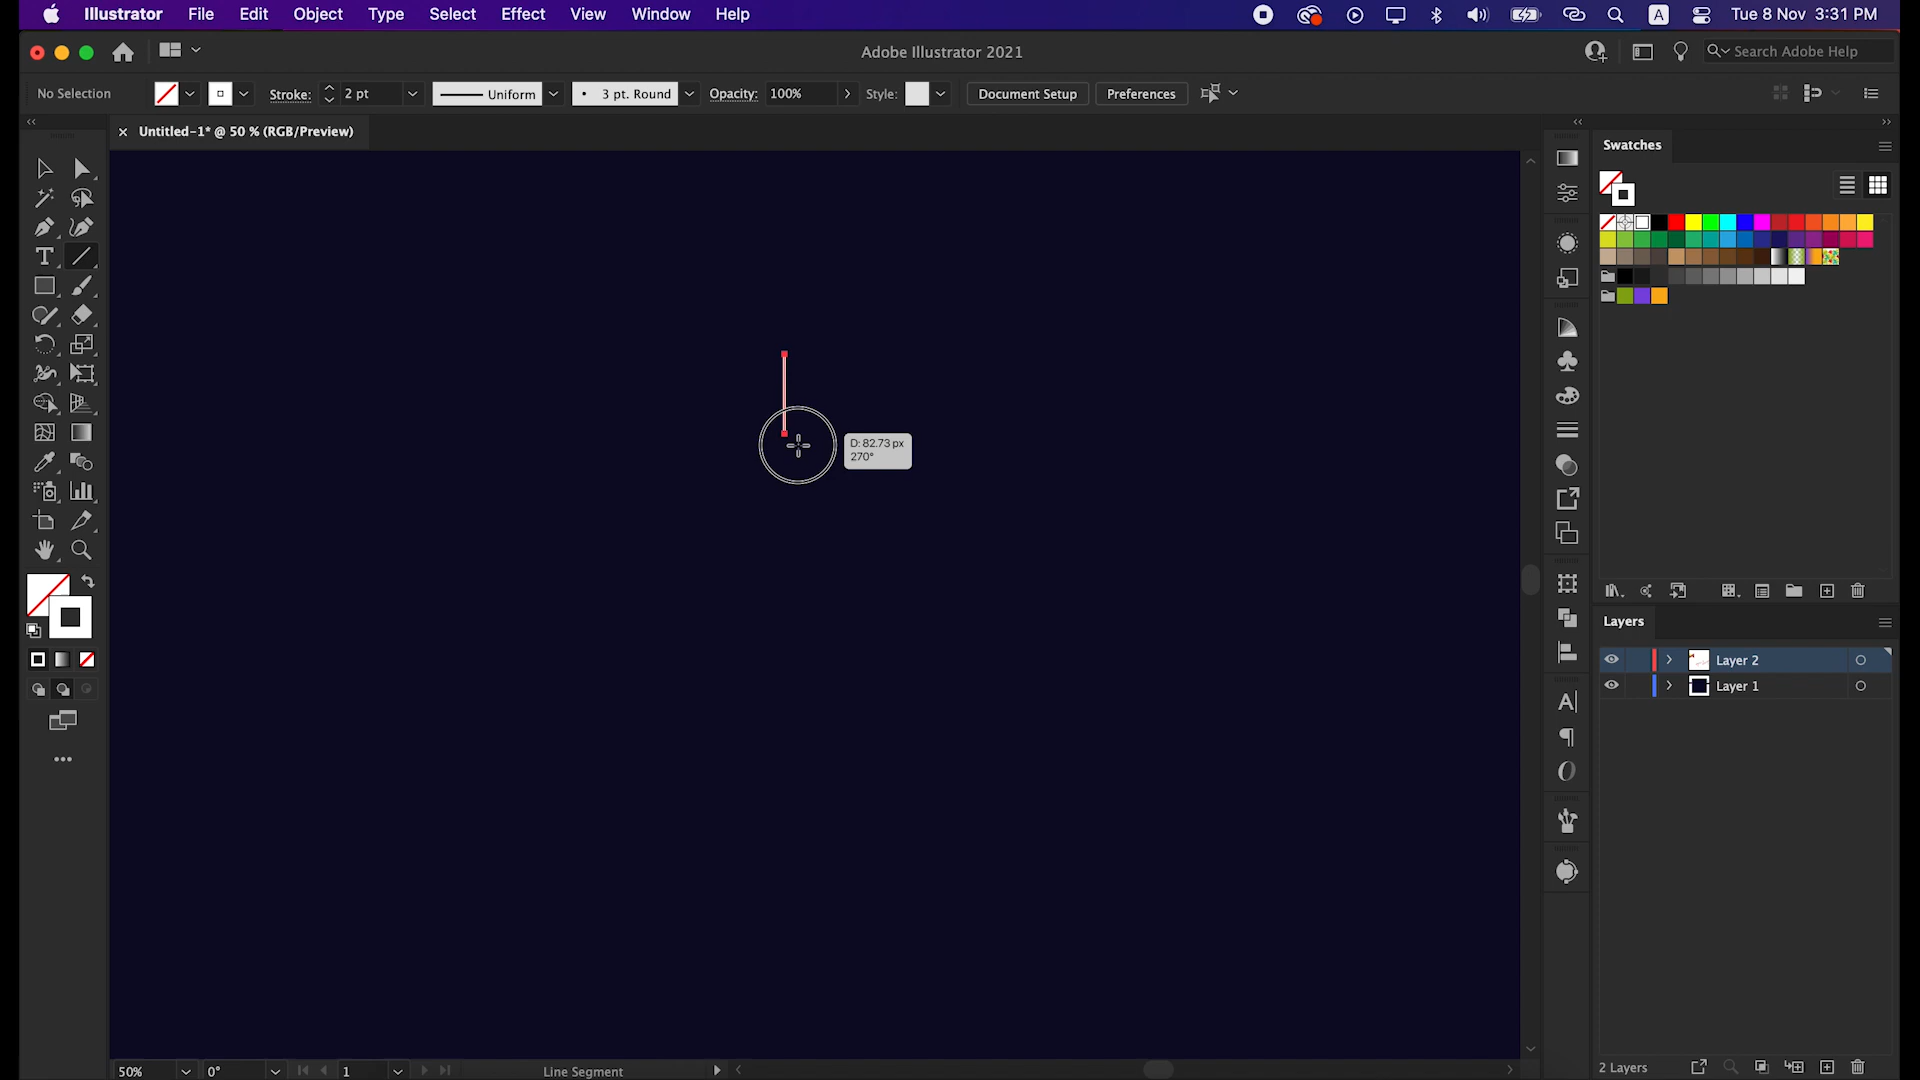 Illustrator File Edit Object Type Select Effect View Window Help
A Tue 8 Nov 3:31 PM
Adobe Illustrator 2021
Search Adobe Help
No Selection Stroke: 2 pt Uniform 3 pt. Round Opacity: 100% Style: Document Setup Preferences
Untitled-1* @ 50 % (RGB/Preview)
Swatches
D: 82.73 px
270°
Layers
Layer 2
Layer 1
50% 0° 1 Line Segment
2 Layers